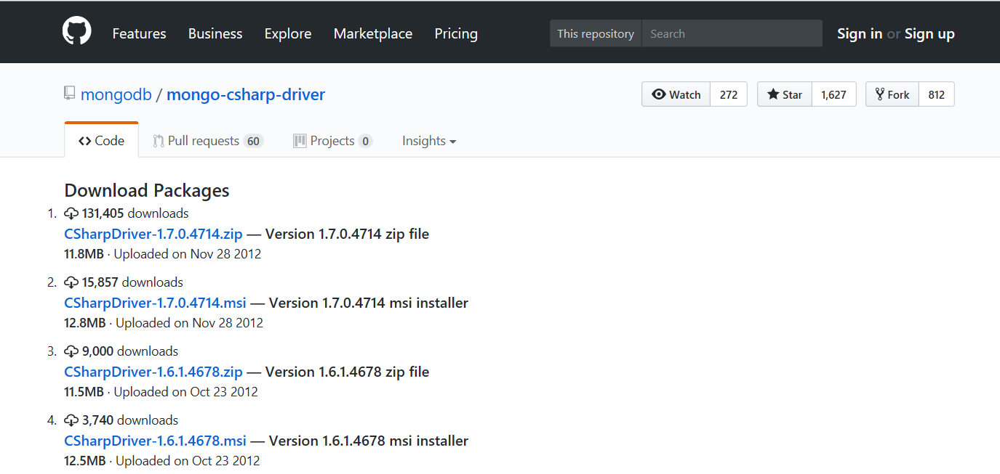 Features Business Explore Marketplace Pricing This repository Search Sign in or Sign up
mongodb / mongo-csharp-driver Watch 272 Star 1,627 Fork 812
Code Pull requests 60 Projects 0 Insights
Download Packages
1. 131,405 downloads
CSharpDriver-1.7.0.4714.zip — Version 1.7.0.4714 zip file
11.8MB · Uploaded on Nov 28 2012
2. 15,857 downloads
CSharpDriver-1.7.0.4714.msi — Version 1.7.0.4714 msi installer
12.8MB · Uploaded on Nov 28 2012
3. 9,000 downloads
CSharpDriver-1.6.1.4678.zip — Version 1.6.1.4678 zip file
11.5MB · Uploaded on Oct 23 2012
4. 3,740 downloads
CSharpDriver-1.6.1.4678.msi — Version 1.6.1.4678 msi installer
12.5MB · Uploaded on Oct 23 2012